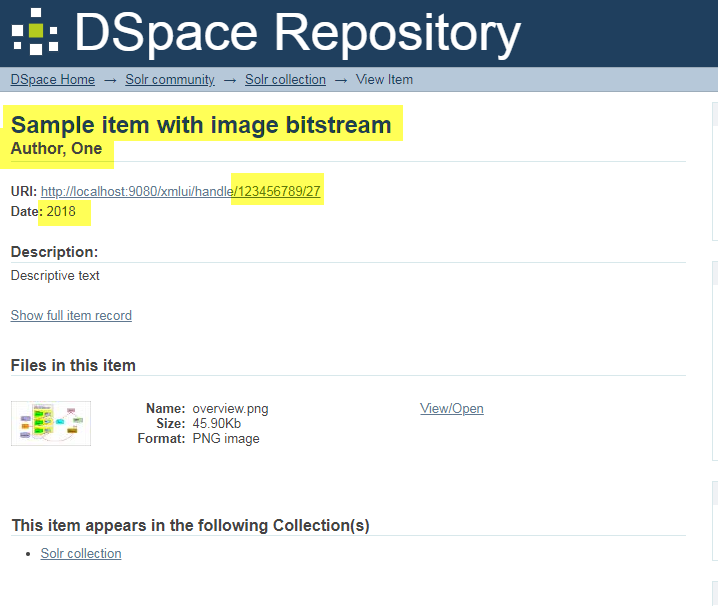 DSpace Repository
DSpace Home → Solr community → Solr collection → View Item
Sample item with image bitstream
Author, One
URI: http://localhost:9080/xmlui/handle/123456789/27
Date: 2018
Description:
Descriptive text
Show full item record
Files in this item
Name: overview.png View/Open
Size: 45.90Kb
Format: PNG image
This item appears in the following Collection(s)
• Solr collection